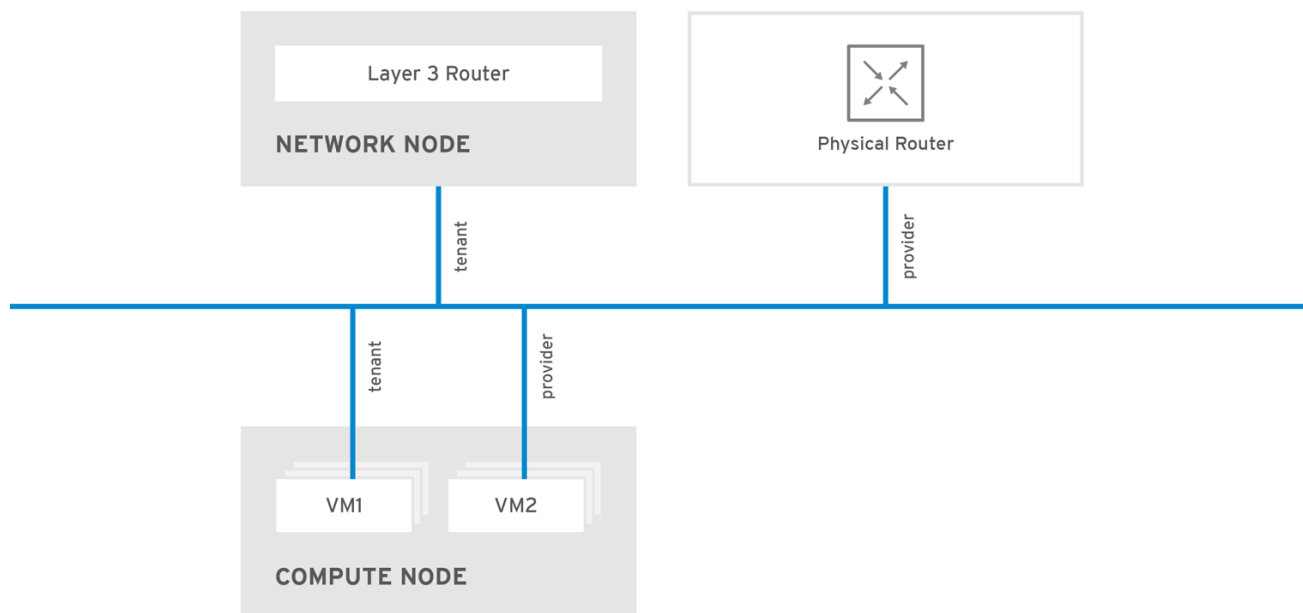 Layer 3 Router
NETWORK NODE
Physical Router
tenant
provider
tenant
provider
VM1
VM2
COMPUTE NODE